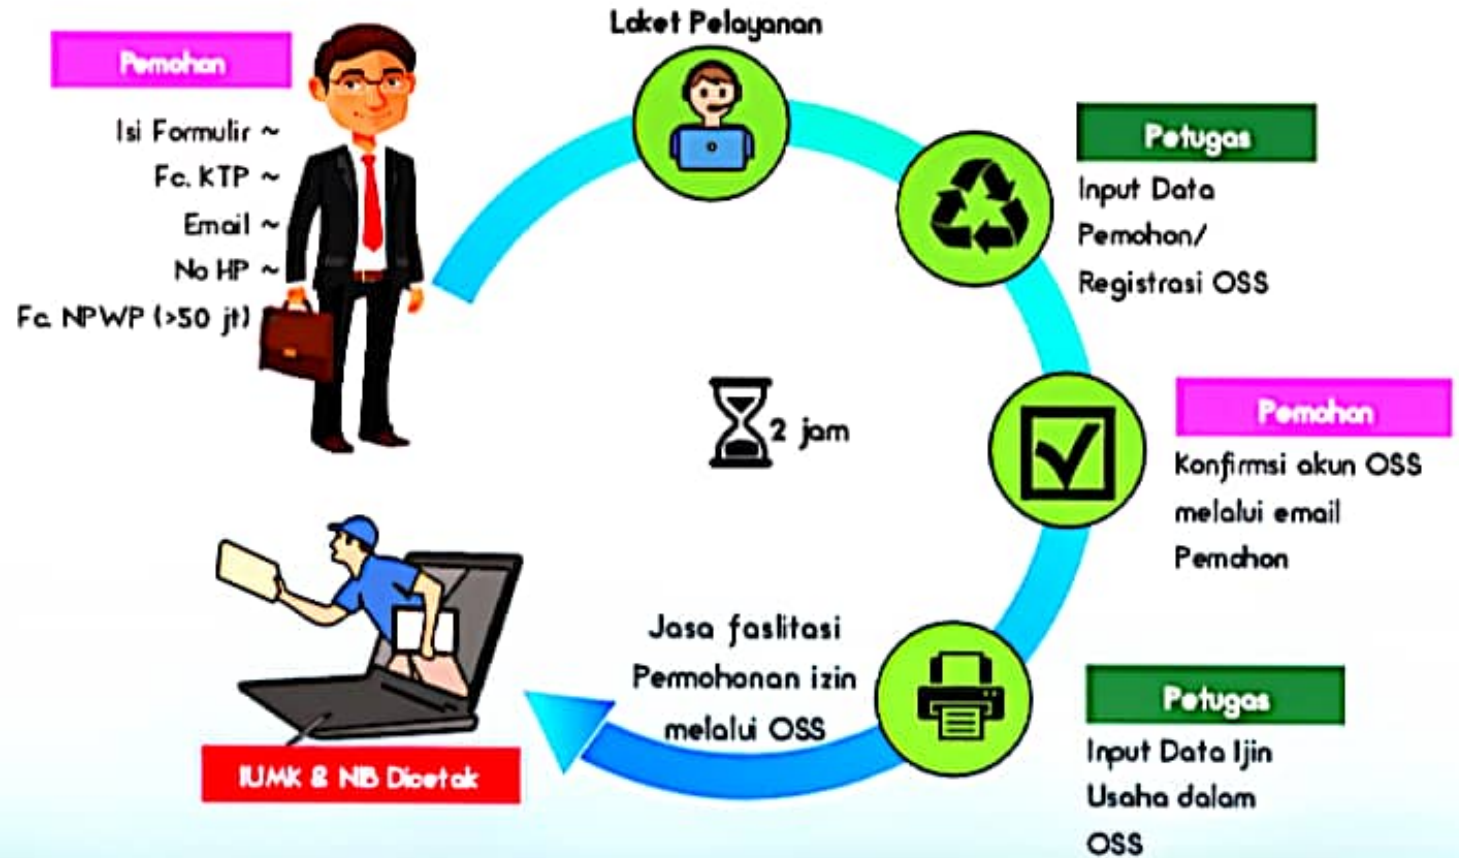 Pemohon
Isi Formulir ~
Fc. KTP ~
Email ~
No HP ~
Fc. NPWP (>50 jt)
Loket Pelayanan
Petugas
Input Data
Pemohon/
Registrasi OSS
2 jam
Pemohon
Konfirmsi akun OSS
melalui email
Pemohon
Petugas
Input Data Ijin
Usaha dalam
OSS
Jasa faslitasi
Permohonan izin
melalui OSS
IUMK & NIB Dicetak